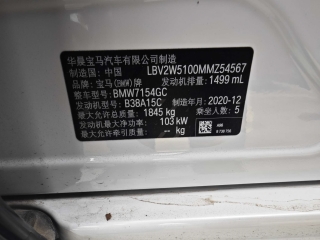 华晨宝马汽车有限公司制造
制造国：中国 LBV2W5100MMZ54567
品牌：宝马(BMW)牌 发动机排量：1499 mL
整车型号：BMW7154GC
发动机型号：B38A15C 制造年月：2020-12
最大允许总质量：1845 kg 乘坐人数：5
发动机最大净功率：103 kW
最大允许牵引质量：--- kg